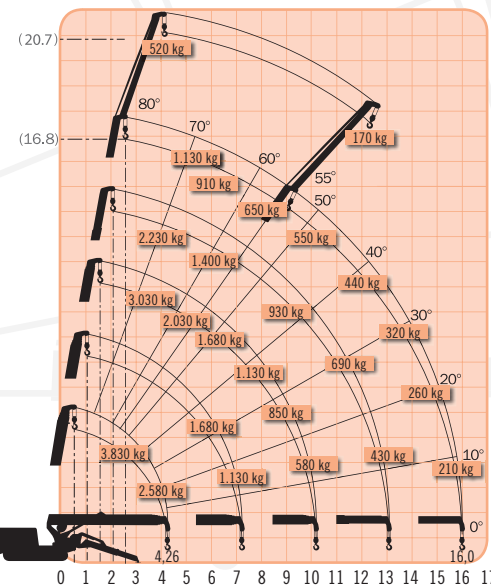 (20.7)
520 kg
80°
70°
(16.8)
170 kg
1.130 kg
60°
910 kg
55°
50°
650 kg
2.230 kg
550 kg
1.400 kg
40°
440 kg
3.030 kg
930 kg
30°
2.030 kg
320 kg
1.680 kg
690 kg
1.130 kg
20°
260 kg
850 kg
1.680 kg
3.830 kg
430 kg
10°
580 kg
210 kg
1.130 kg
2.580 kg
0°
4,26
16,0
0 1 2 3 4 5 6 7 8 9 10 11 12 13 14 15 16